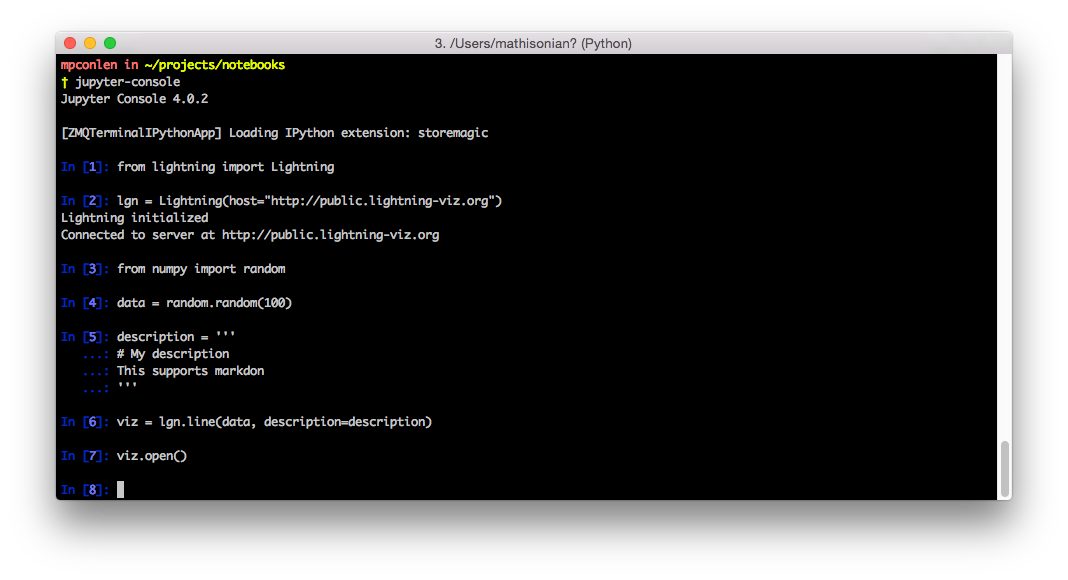 3. /Users/mathisonian? (Python)
mpconlen in ~/projects/notebooks
† jupyter-console
Jupyter Console 4.0.2
[ZMQTerminalIPythonApp] Loading IPython extension: storemagic
In [1]: from lightning import Lightning
In [2]: lgn = Lightning(host="http://public.lightning-viz.org")
Lightning initialized
Connected to server at http://public.lightning-viz.org
In [3]: from numpy import random
In [4]: data = random.random(100)
In [5]: description = '''
...: # My description
...: This supports markdon
...: '''
In [6]: viz = lgn.line(data, description=description)
In [7]: viz.open()
In [8]: